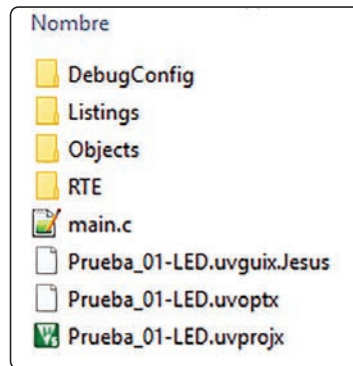 Nombre
DebugConfig
Listings
Objects
RTE
main.c
Prueba_01-LED.uvguix.Jesus
Prueba_01-LED.uvoptx
Prueba_01-LED.uvprojx